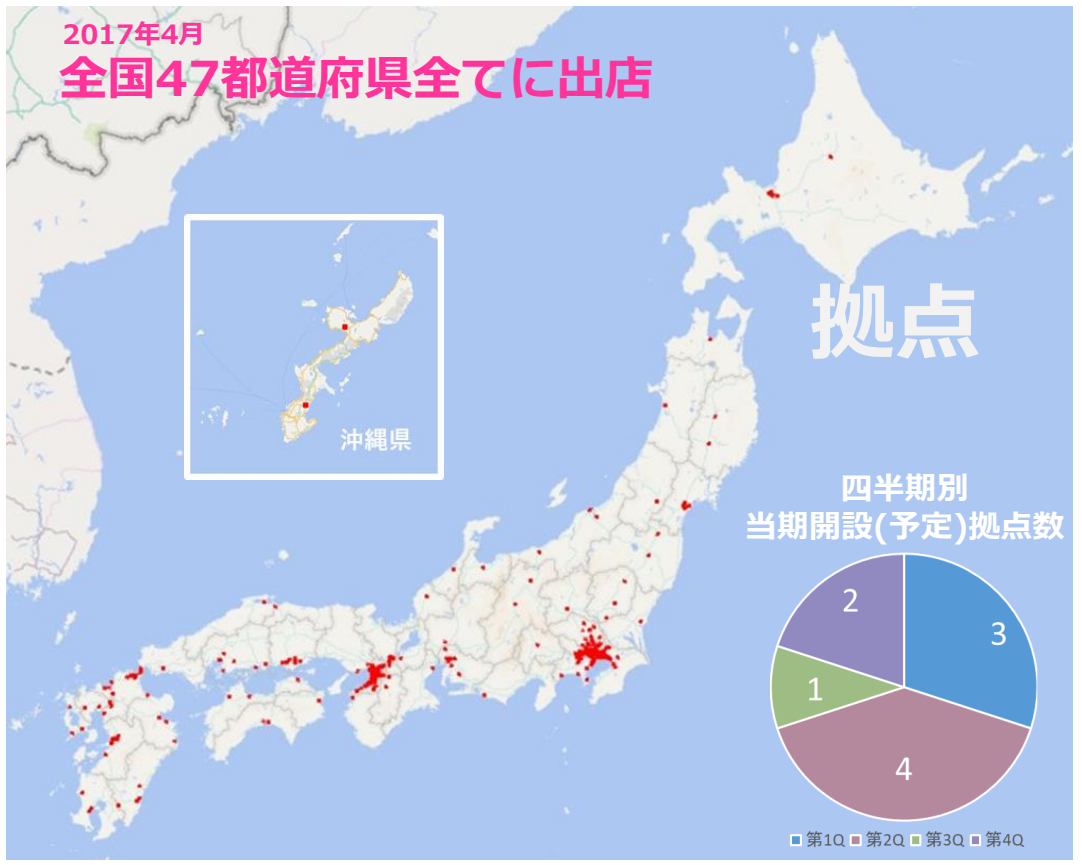 2017年4月
全国47都道府県全てに出店
拠点
沖縄県
四半期別
当期開設(予定)拠点数
2
3
1
4
第1Q 第2Q 第3Q 第4Q